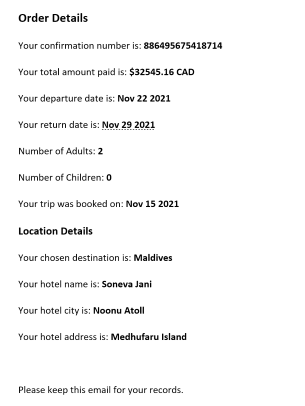 Order Details
Your confirmation number is: 886495675418714
Your total amount paid is: $32545.16 CAD
Your departure date is: Nov 22 2021
Your return date is: Nov 29 2021
Number of Adults: 2
Number of Children: 0
Your trip was booked on: Nov 15 2021
Location Details
Your chosen destination is: Maldives
Your hotel name is: Soneva Jani
Your hotel city is: Noonu Atoll
Your hotel address is: Medhufaru Island
Please keep this email for your records.